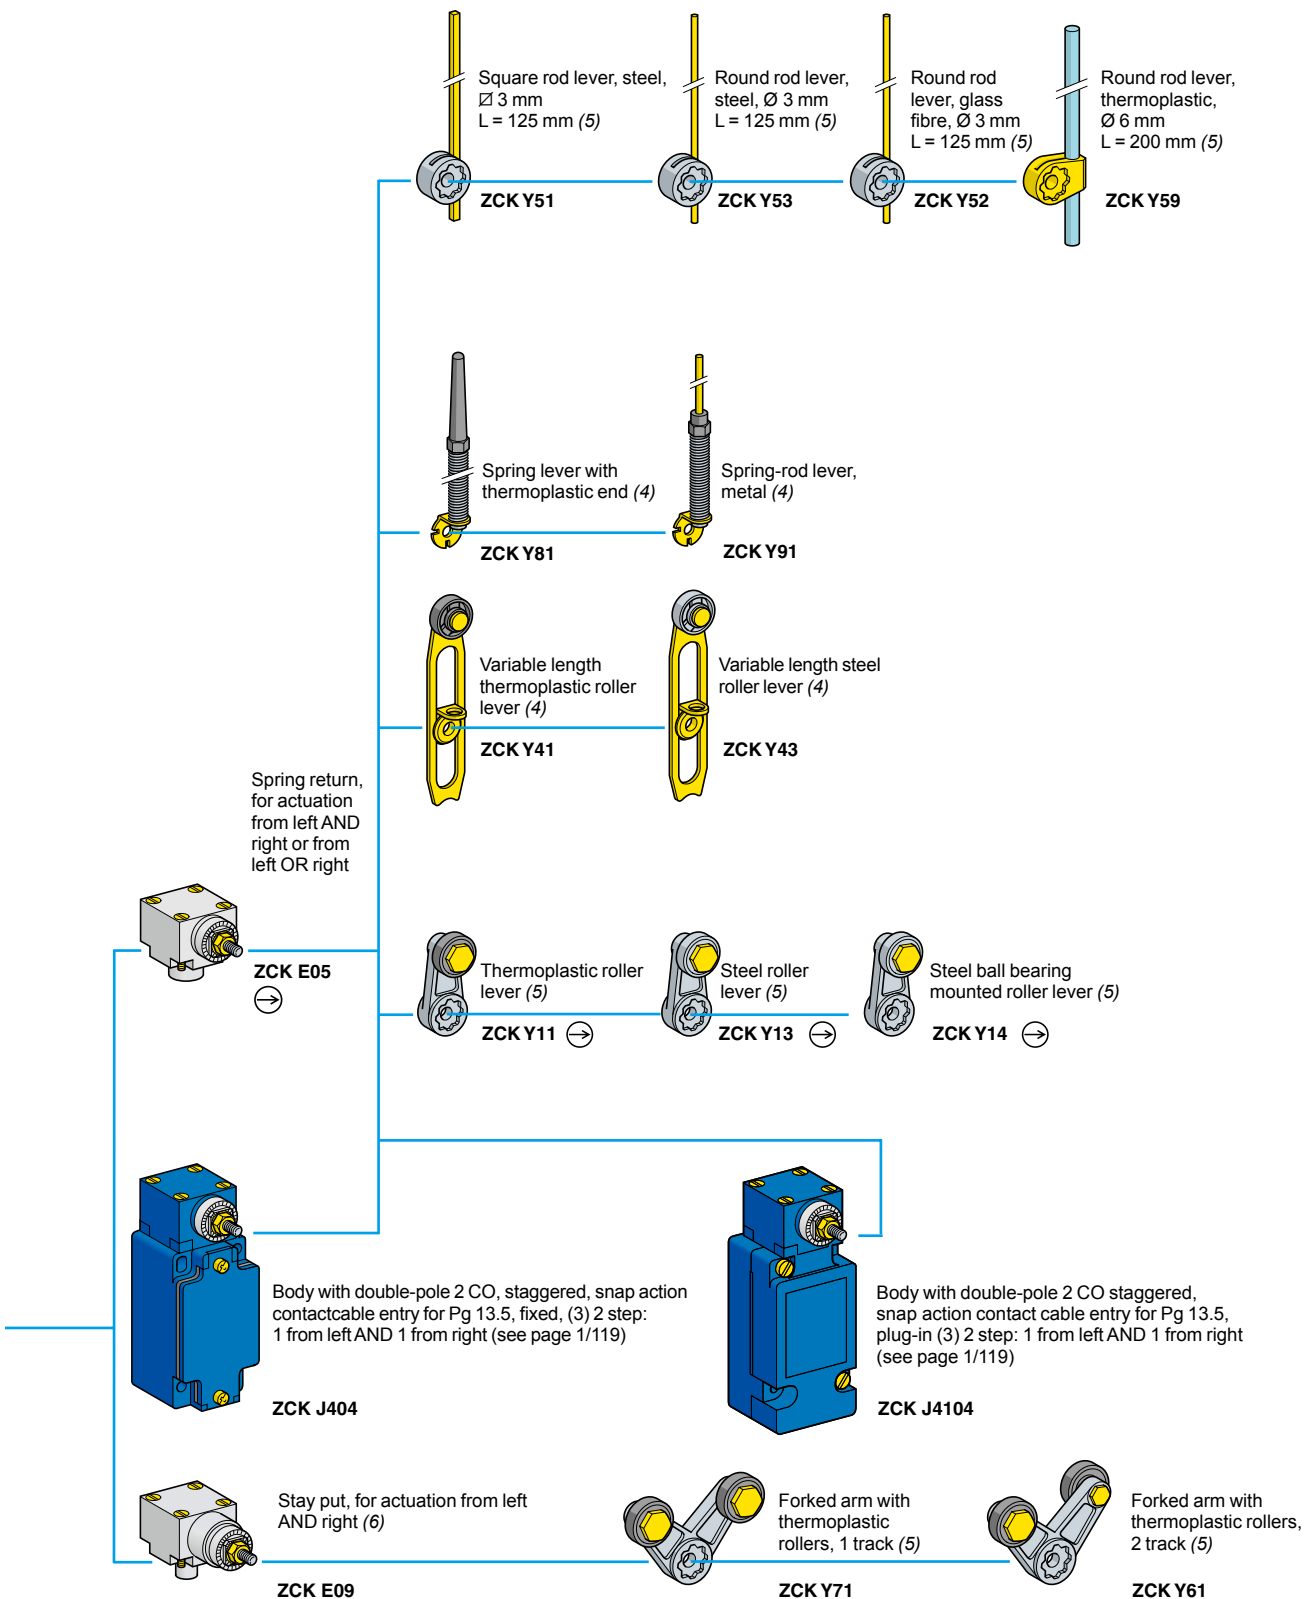 Square rod lever, steel,
⌀ 3 mm
L = 125 mm (5)
ZCK Y51
Round rod lever,
steel, Ø 3 mm
L = 125 mm (5)
ZCK Y53
Round rod
lever, glass
fibre, Ø 3 mm
L = 125 mm (5)
ZCK Y52
Round rod lever,
thermoplastic,
Ø 6 mm
L = 200 mm (5)
ZCK Y59
Spring lever with
thermoplastic end (4)
ZCK Y81
Spring-rod lever,
metal (4)
ZCK Y91
Variable length
thermoplastic roller
lever (4)
ZCK Y41
Variable length steel
roller lever (4)
ZCK Y43
Spring return,
for actuation
from left AND
right or from
left OR right
ZCK E05
Thermoplastic roller
lever (5)
ZCK Y11
Steel roller
lever (5)
ZCK Y13
Steel ball bearing
mounted roller lever (5)
ZCK Y14
Body with double-pole 2 CO, staggered, snap action
contactcable entry for Pg 13.5, fixed, (3) 2 step:
1 from left AND 1 from right (see page 1/119)
ZCK J404
Body with double-pole 2 CO staggered,
snap action contact cable entry for Pg 13.5,
plug-in (3) 2 step: 1 from left AND 1 from right
(see page 1/119)
ZCK J4104
Stay put, for actuation from left
AND right (6)
ZCK E09
Forked arm with
thermoplastic
rollers, 1 track (5)
ZCK Y71
Forked arm with
thermoplastic rollers,
2 track (5)
ZCK Y61